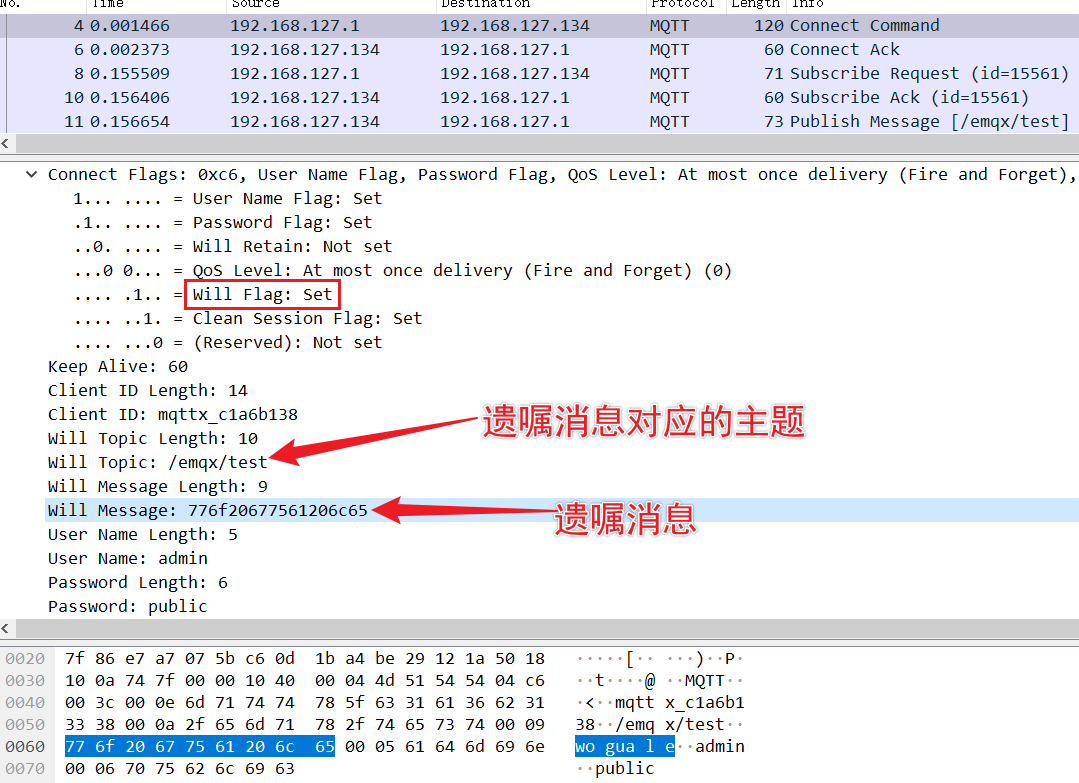 No. Time Source Destination Protocol Length Info
4 0.001466 192.168.127.1 192.168.127.134 MQTT 120 Connect Command
6 0.002373 192.168.127.134 192.168.127.1 MQTT 60 Connect Ack
8 0.155509 192.168.127.1 192.168.127.134 MQTT 71 Subscribe Request (id=15561)
10 0.156406 192.168.127.134 192.168.127.1 MQTT 60 Subscribe Ack (id=15561)
11 0.156654 192.168.127.134 192.168.127.1 MQTT 73 Publish Message [/emqx/test]
Connect Flags: 0xc6, User Name Flag, Password Flag, QoS Level: At most once delivery (Fire and Forget),
1... .... = User Name Flag: Set
.1.. .... = Password Flag: Set
..0. .... = Will Retain: Not set
...0 0... = QoS Level: At most once delivery (Fire and Forget) (0)
.... .1.. = Will Flag: Set
.... ..1. = Clean Session Flag: Set
.... ...0 = (Reserved): Not set
Keep Alive: 60
Client ID Length: 14
Client ID: mqttx_c1a6b138
遗嘱消息对应的主题
Will Topic Length: 10
Will Topic: /emqx/test
Will Message Length: 9
Will Message: 776f20677561206c65
遗嘱消息
User Name Length: 5
User Name: admin
Password Length: 6
Password: public
0020 7f 86 e7 a7 07 5b c6 0d 1b a4 be 29 12 1a 50 18 ·····[·· ···)··P·
0030 10 0a 74 7f 00 00 10 40 00 04 4d 51 54 54 04 c6 ··t····@ ··MQTT··
0040 00 3c 00 0e 6d 71 74 74 78 5f 63 31 61 36 62 31 ·<··mqtt x_c1a6b1
0050 33 38 00 0a 2f 65 6d 71 78 2f 74 65 73 74 00 09 38··/emq x/test··
0060 77 6f 20 67 75 61 20 6c 65 00 05 61 64 6d 69 6e wo gua l e··admin
0070 00 06 70 75 62 6c 69 63 ··public